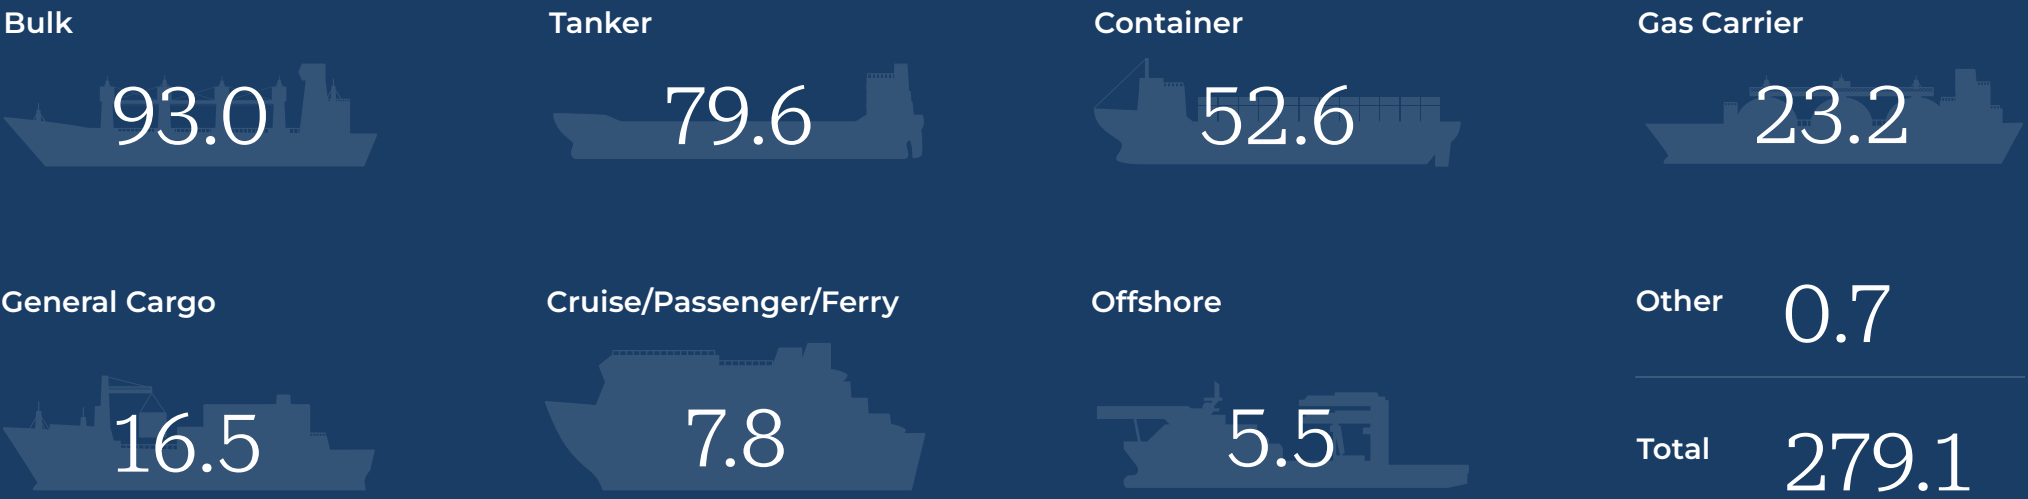 Bulk
93.0
Tanker
79.6
Container
52.6
Gas Carrier
23.2
General Cargo
16.5
Cruise/Passenger/Ferry
7.8
Offshore
5.5
Other 0.7
Total 279.1